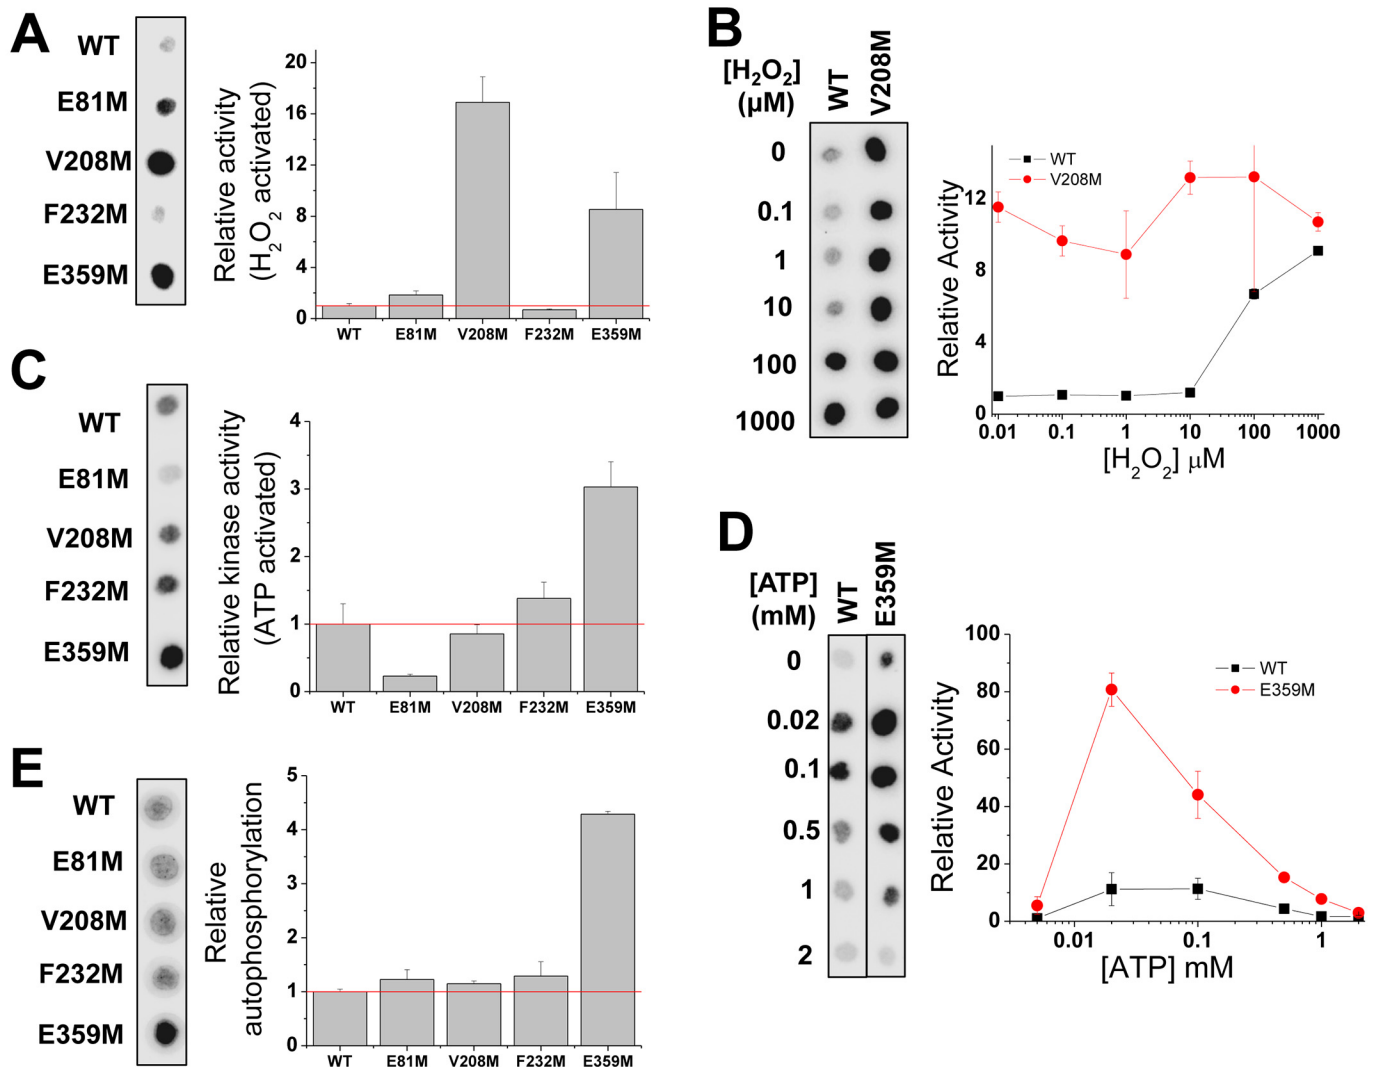 A
WT
E81M
V208M
F232M
E359M
Relative activity
(H2O2 activated)
20
16
12
8
4
0
WT E81M V208M F232M E359M
B
[H2O2]
(µM)
WT
V208M
0
0.1
1
10
100
1000
WT
V208M
Relative Activity
12
8
4
0
0.01 0.1 1 10 100 1000
[H2O2] µM
C
WT
E81M
V208M
F232M
E359M
Relative kinase activity
(ATP activated)
4
3
2
1
0
WT E81M V208M F232M E359M
D
[ATP]
(mM)
WT
E359M
0
0.02
0.1
0.5
1
2
WT
E359M
Relative Activity
100
80
60
40
20
0
0.01 0.1 1
[ATP] mM
E
WT
E81M
V208M
F232M
E359M
Relative
autophosphorylation
5
4
3
2
1
0
WT E81M V208M F232M E359M